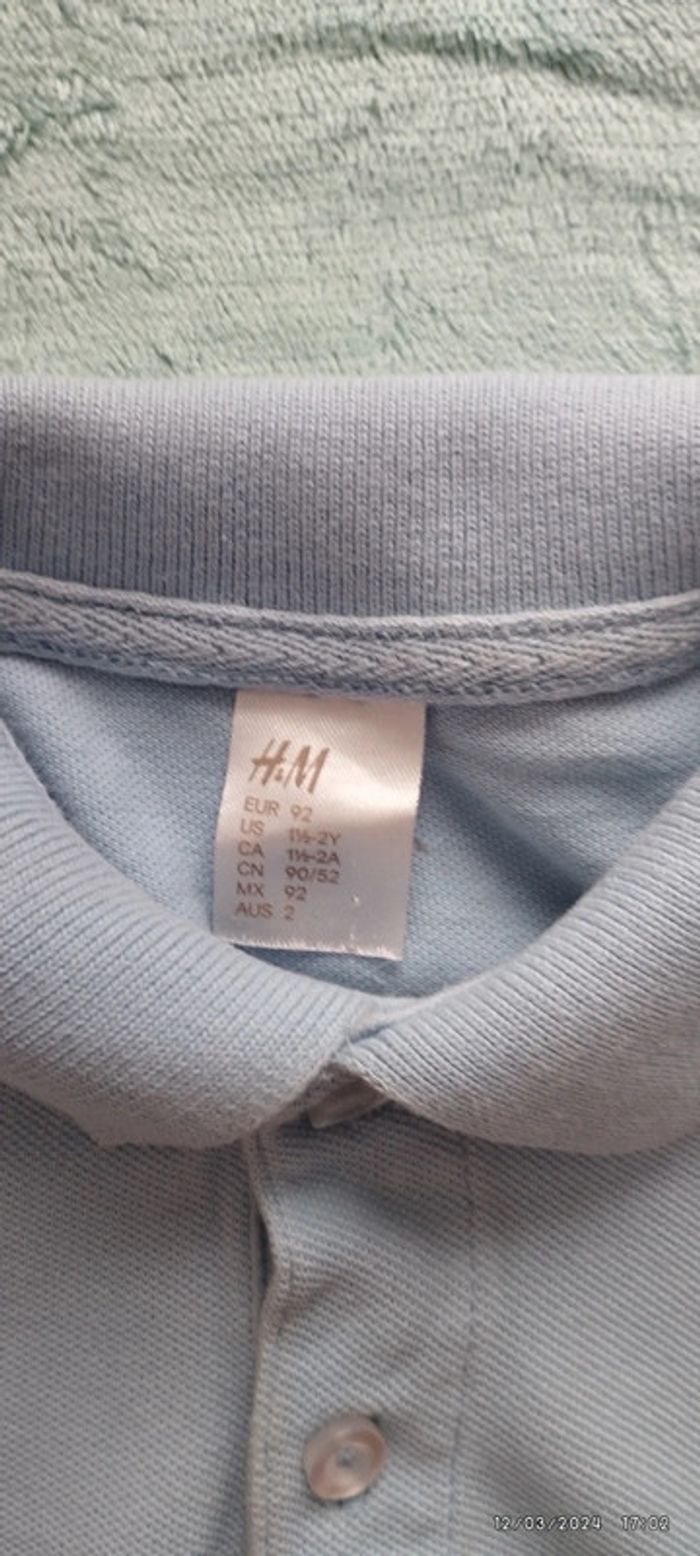 H&M
EUR 92
US 1½-2Y
CA 1½-2A
CN 90/52
MX 92
AUS 2
12/03/2024 17:02